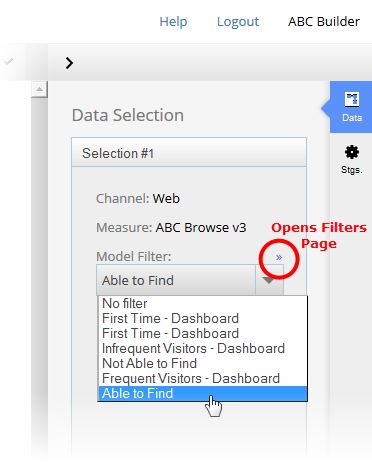 Help Logout ABC Builder
Data Selection
Data
Selection #1
Stgs.
Channel: Web
Measure: ABC Browse v3
Opens Filters
Page
Model Filter: »
Able to Find
No filter
First Time - Dashboard
First Time - Dashboard
Infrequent Visitors - Dashboard
Not Able to Find
Frequent Visitors - Dashboard
Able to Find